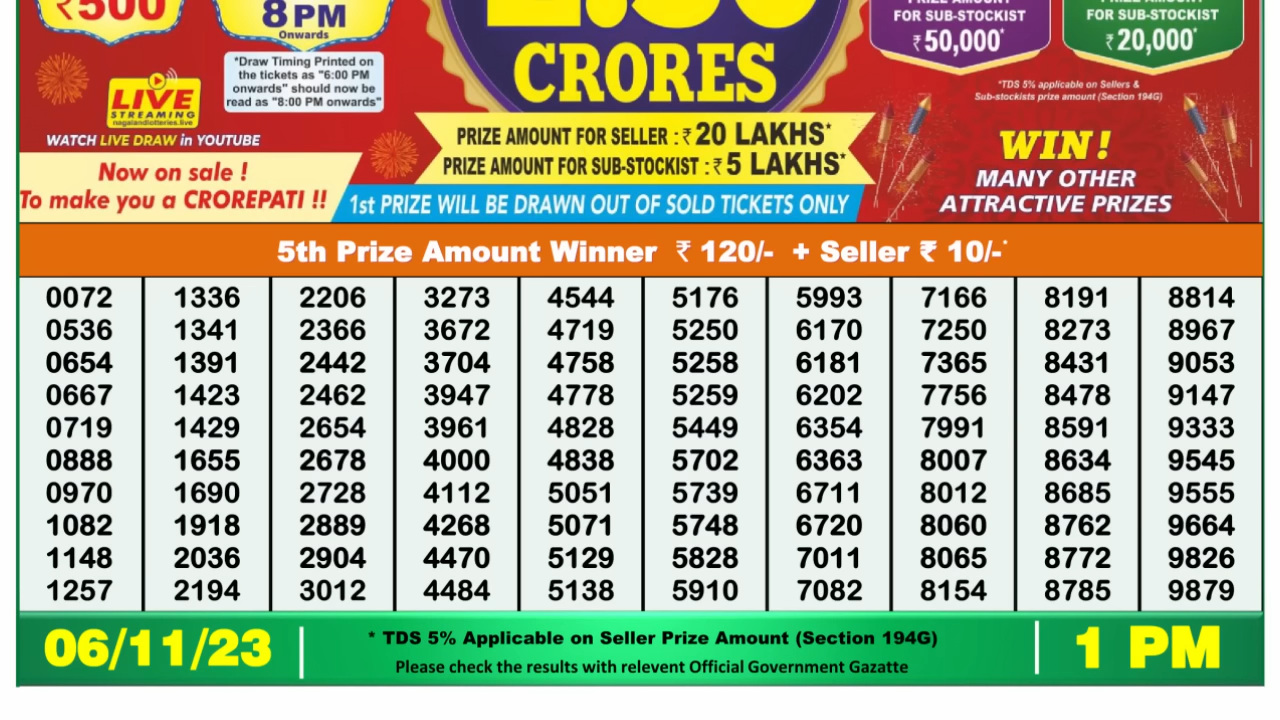 ₹500
8 PM
Onwards
*Draw Timing Printed on
the tickets as "6:00 PM
onwards" should now be
read as "8:00 PM onwards"
LIVE
STREAMING
nagalandlotteries.live
WATCH LIVE DRAW in YOUTUBE
Now on sale !
To make you a CROREPATI !!
CRORES
PRIZE AMOUNT FOR SELLER : ₹ 20 LAKHS*
PRIZE AMOUNT FOR SUB-STOCKIST : ₹ 5 LAKHS*
1st PRIZE WILL BE DRAWN OUT OF SOLD TICKETS ONLY
PRIZE AMOUNT
FOR SUB-STOCKIST
₹ 50,000*
PRIZE AMOUNT
FOR SUB-STOCKIST
₹ 20,000*
*TDS 5% applicable on Sellers &
Sub-stockists prize amount (Section 194G)
WIN !
MANY OTHER
ATTRACTIVE PRIZES
5th Prize Amount Winner ₹ 120/- + Seller ₹ 10/-*
0072 1336 2206 3273 4544 5176 5993 7166 8191 8814
0536 1341 2366 3672 4719 5250 6170 7250 8273 8967
0654 1391 2442 3704 4758 5258 6181 7365 8431 9053
0667 1423 2462 3947 4778 5259 6202 7756 8478 9147
0719 1429 2654 3961 4828 5449 6354 7991 8591 9333
0888 1655 2678 4000 4838 5702 6363 8007 8634 9545
0970 1690 2728 4112 5051 5739 6711 8012 8685 9555
1082 1918 2889 4268 5071 5748 6720 8060 8762 9664
1148 2036 2904 4470 5129 5828 7011 8065 8772 9826
1257 2194 3012 4484 5138 5910 7082 8154 8785 9879
06/11/23
* TDS 5% Applicable on Seller Prize Amount (Section 194G)
Please check the results with relevent Official Government Gazatte
1 PM